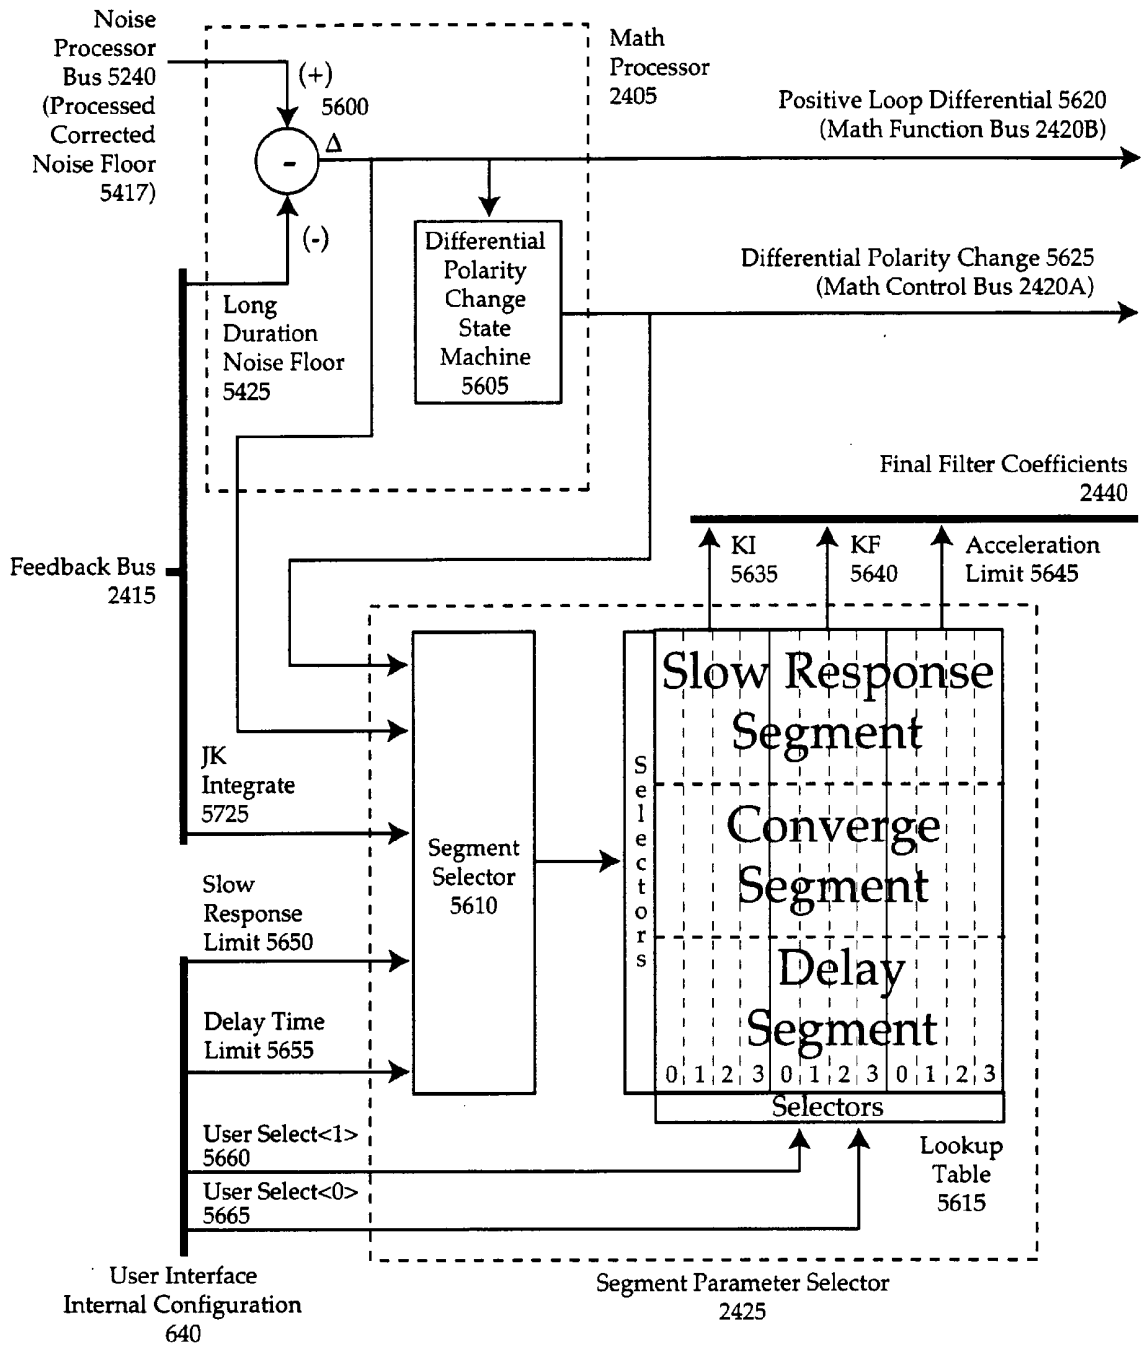 Noise
Processor
Bus 5240
(Processed
Corrected
Noise Floor
5417)
(+)
5600
Δ
-
(-)
Math
Processor
2405
Positive Loop Differential 5620
(Math Function Bus 2420B)
Differential
Polarity
Change
State
Machine
5605
Differential Polarity Change 5625
(Math Control Bus 2420A)
Long
Duration
Noise Floor
5425
Final Filter Coefficients
2440
KI
5635
KF
5640
Acceleration
Limit 5645
Feedback Bus
2415
JK
Integrate
5725
Slow
Response
Limit 5650
Delay Time
Limit 5655
User Select<1>
5660
User Select<0>
5665
Segment
Selector
5610
Selectors
Slow Response
Segment
Converge
Segment
Delay
Segment
0 1 2 3 0 1 2 3 0 1 2 3
Selectors
Lookup
Table
5615
User Interface
Internal Configuration
640
Segment Parameter Selector
2425